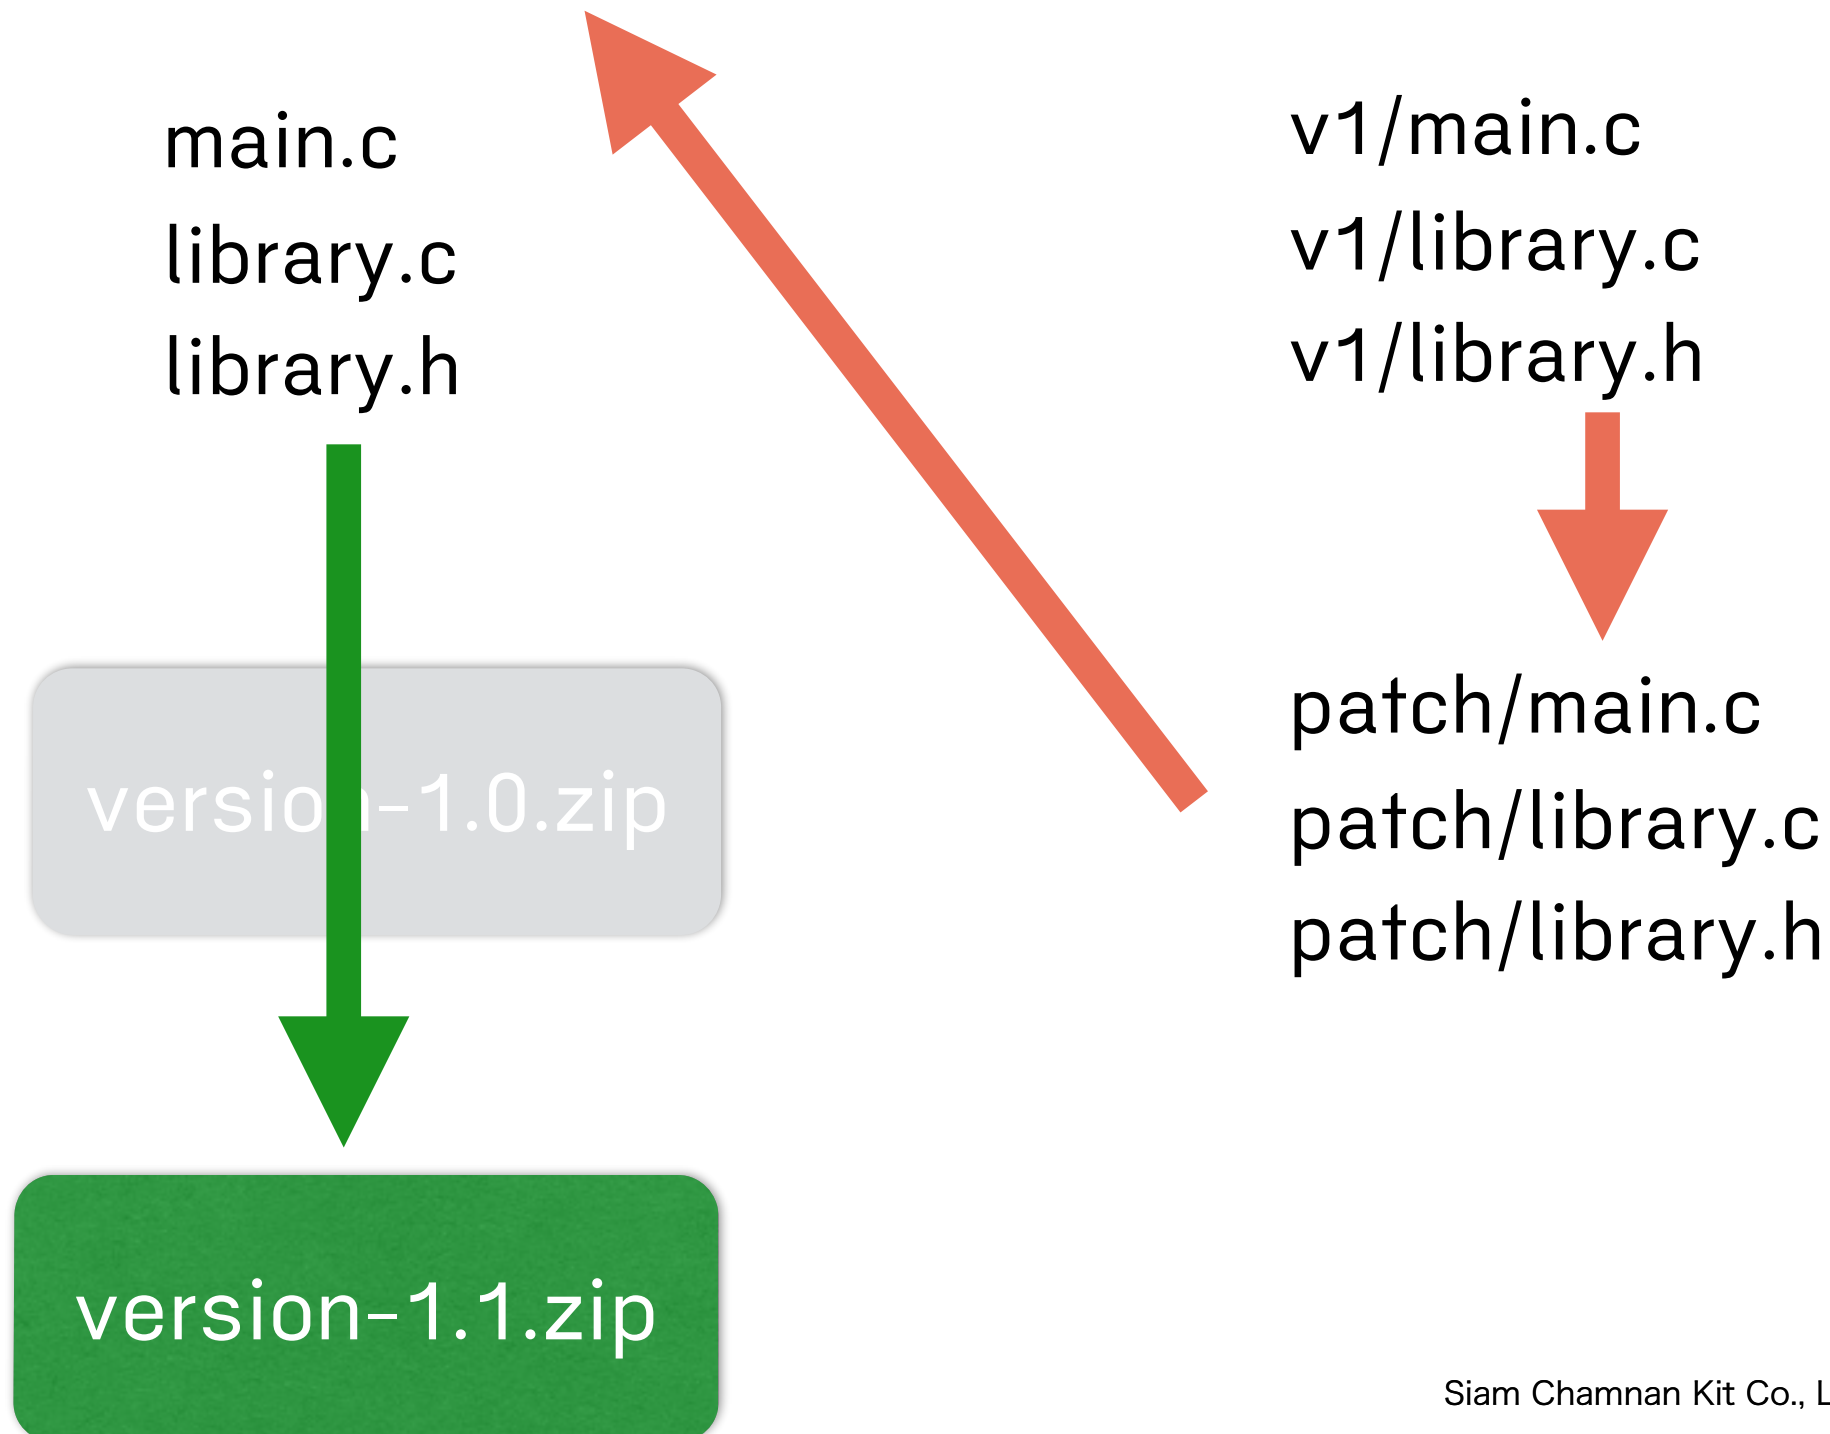 main.c
library.c
library.h
v1/main.c
v1/library.c
v1/library.h
version-1.0.zip
patch/main.c
patch/library.c
patch/library.h
version-1.1.zip
Siam Chamnan Kit Co., L